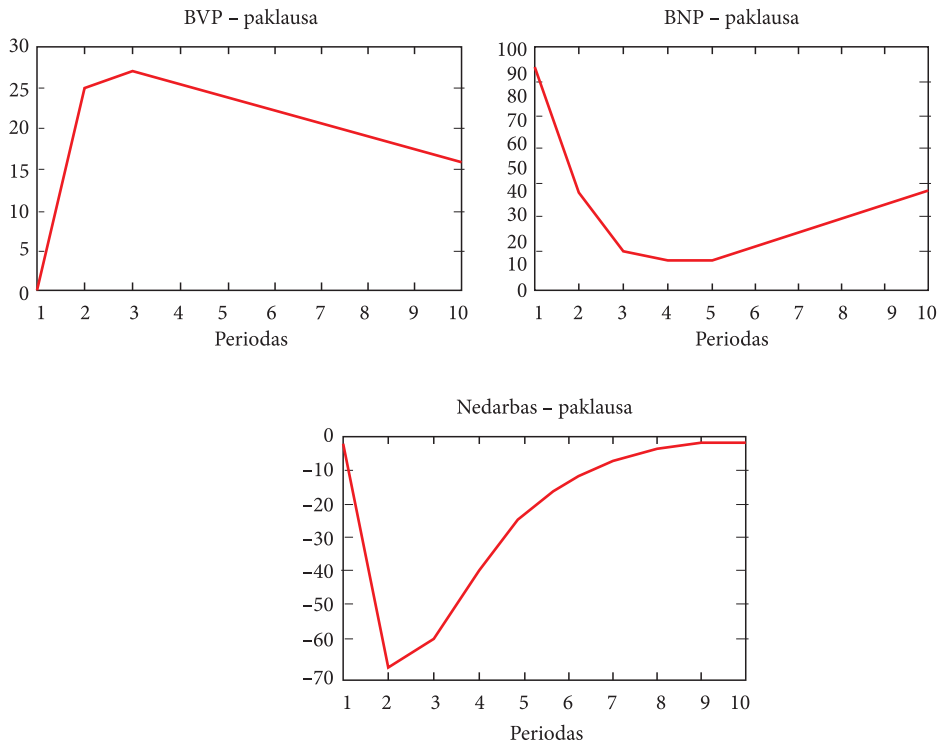 BVP – paklausa
30
25
20
15
10
5
0
1 2 3 4 5 6 7 8 9 10
Periodas
BNP – paklausa
100
90
80
70
60
50
40
30
20
10
0
1 2 3 4 5 6 7 8 9 10
Periodas
Nedarbas – paklausa
0
–10
–20
–30
–40
–50
–60
–70
1 2 3 4 5 6 7 8 9 10
Periodas